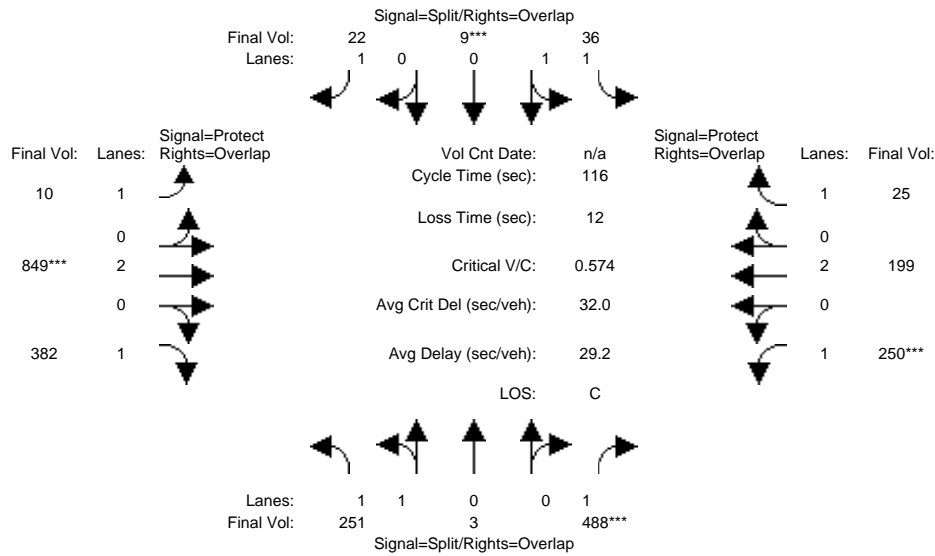 Signal=Split/Rights=Overlap
Final Vol: 22 9*** 36
Lanes: 1 0 0 1 1
Signal=Protect Signal=Protect
Final Vol: Lanes: Rights=Overlap Vol Cnt Date: n/a Rights=Overlap Lanes: Final Vol:
Cycle Time (sec): 116
10 1 1 25
Loss Time (sec): 12
0 0
849*** 2 Critical V/C: 0.574 2 199
0 Avg Crit Del (sec/veh): 32.0 0
382 1 Avg Delay (sec/veh): 29.2 1 250***
LOS: C
Lanes: 1 1 0 0 1
Final Vol: 251 3 488***
Signal=Split/Rights=Overlap